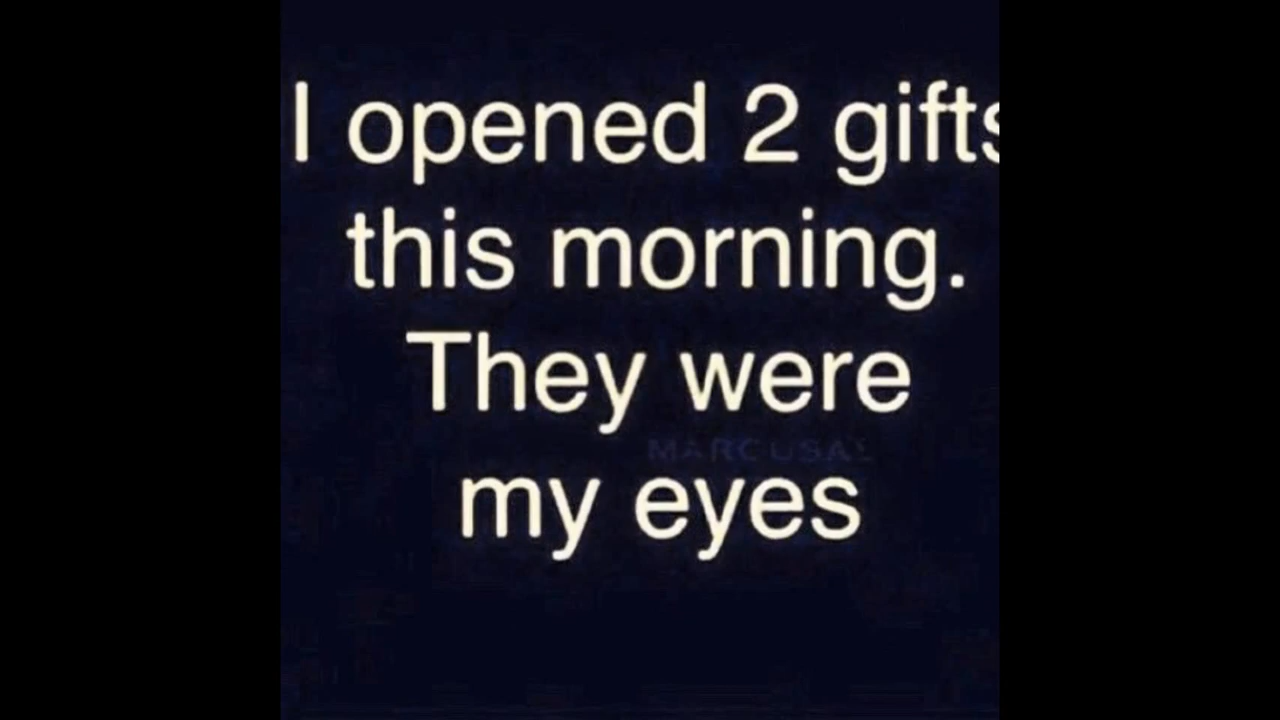 I opened 2 gifts
this morning.
They were
my eyes